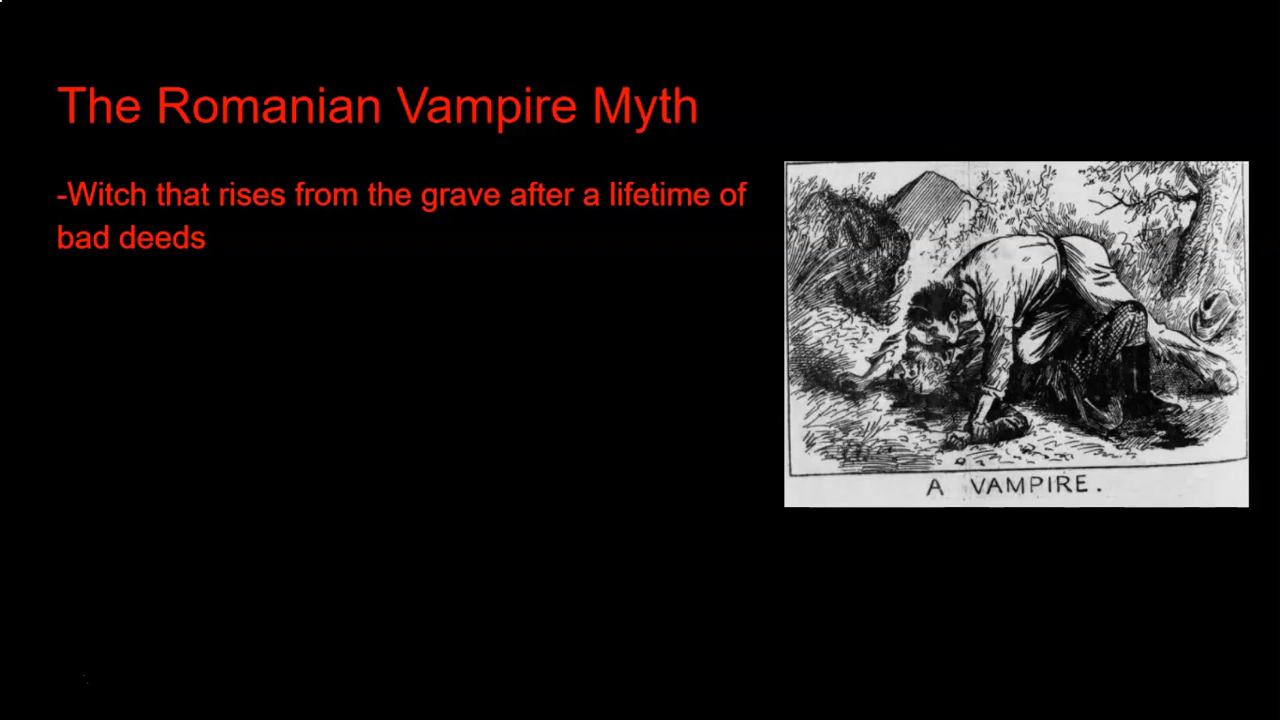 The Romanian Vampire Myth
-Witch that rises from the grave after a lifetime of
bad deeds
A VAMPIRE.